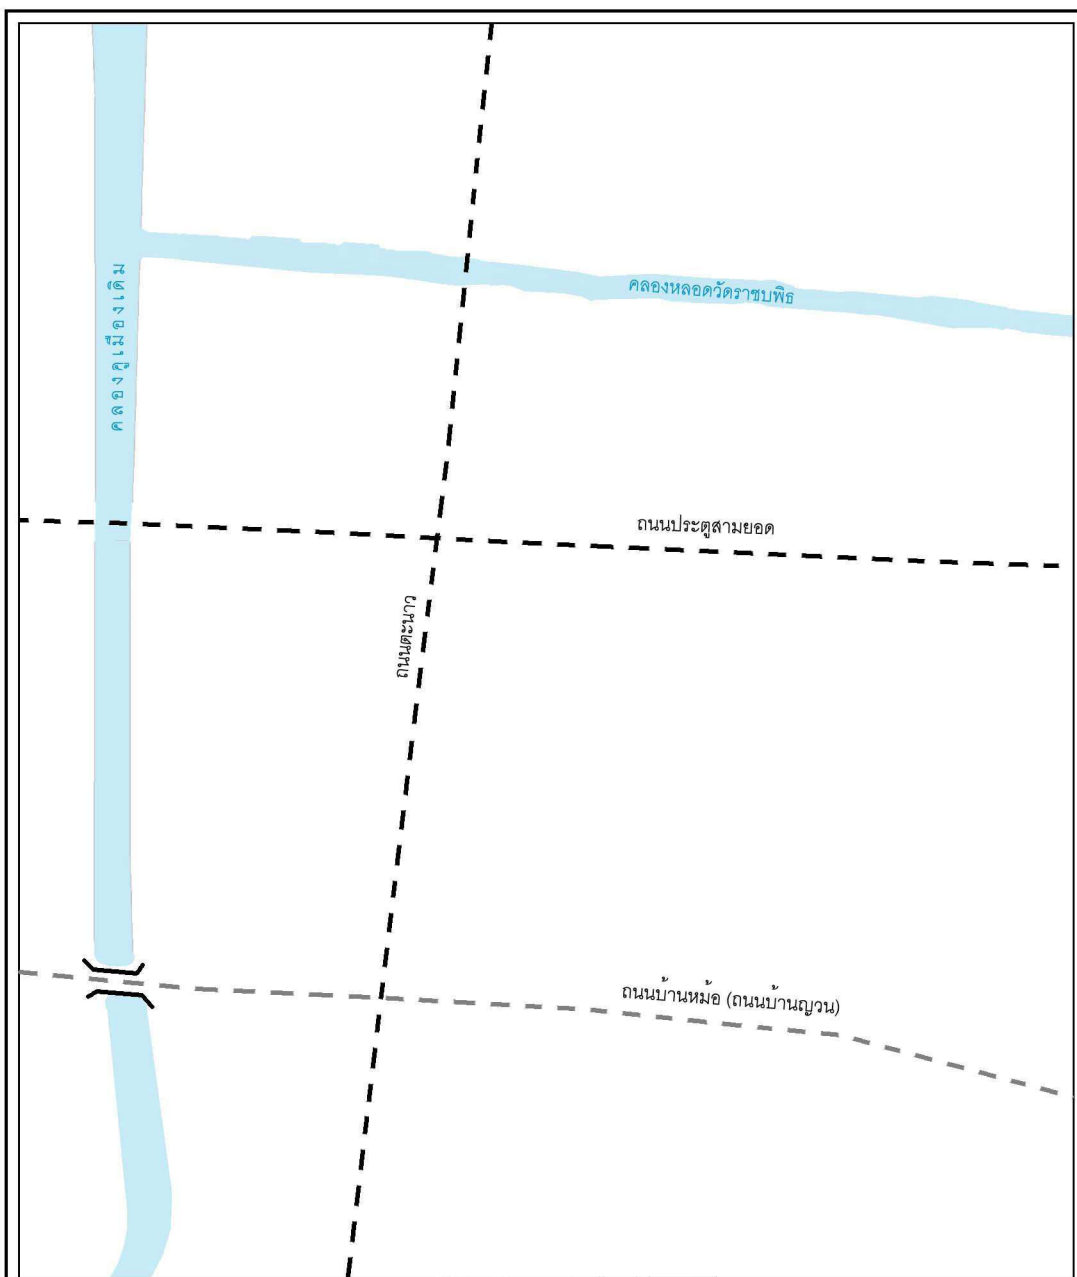 คลองคูเมืองเดิม
คลองหลอดวัดราชบพิธ
ถนนประตูสามยอด
ถนนตะนาว
ถนนบ้านหม้อ (ถนนบ้านญวน)